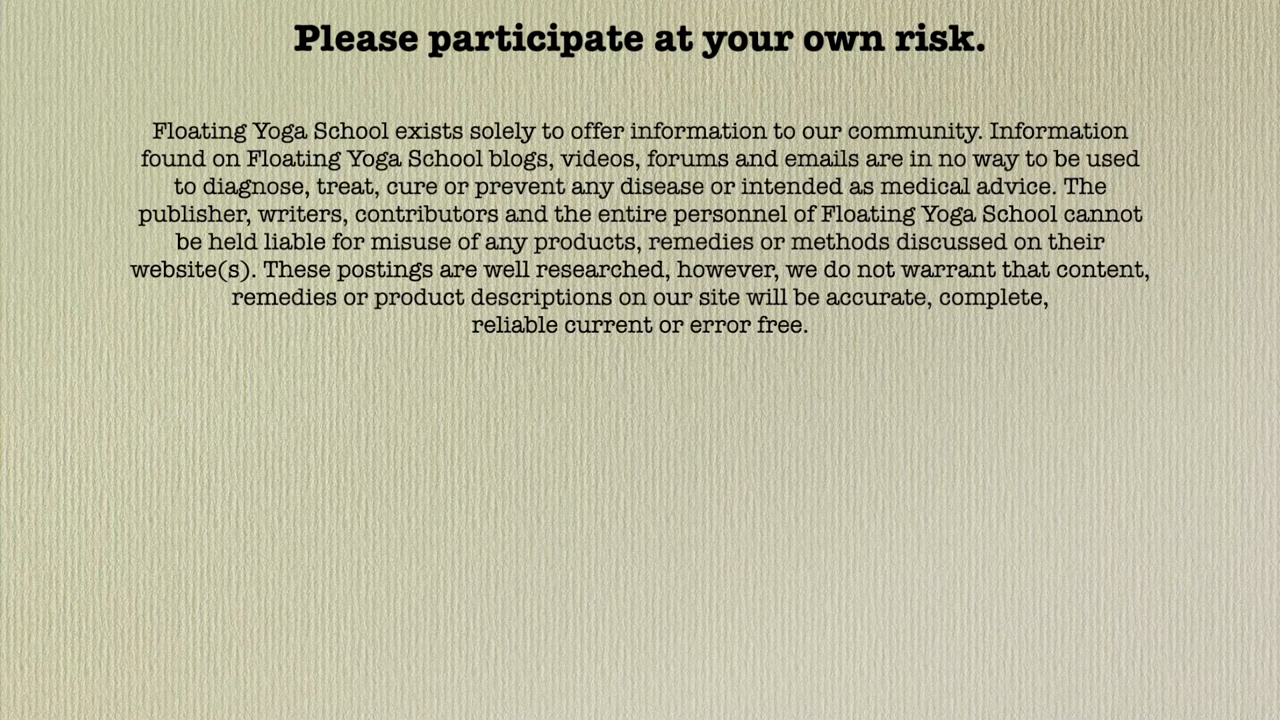 Please participate at your own risk.
Floating Yoga School exists solely to offer information to our community. Information
found on Floating Yoga School blogs, videos, forums and emails are in no way to be used
to diagnose, treat, cure or prevent any disease or intended as medical advice. The
publisher, writers, contributors and the entire personnel of Floating Yoga School cannot
be held liable for misuse of any products, remedies or methods discussed on their
website(s). These postings are well researched, however, we do not warrant that content,
remedies or product descriptions on our site will be accurate, complete,
reliable current or error free.